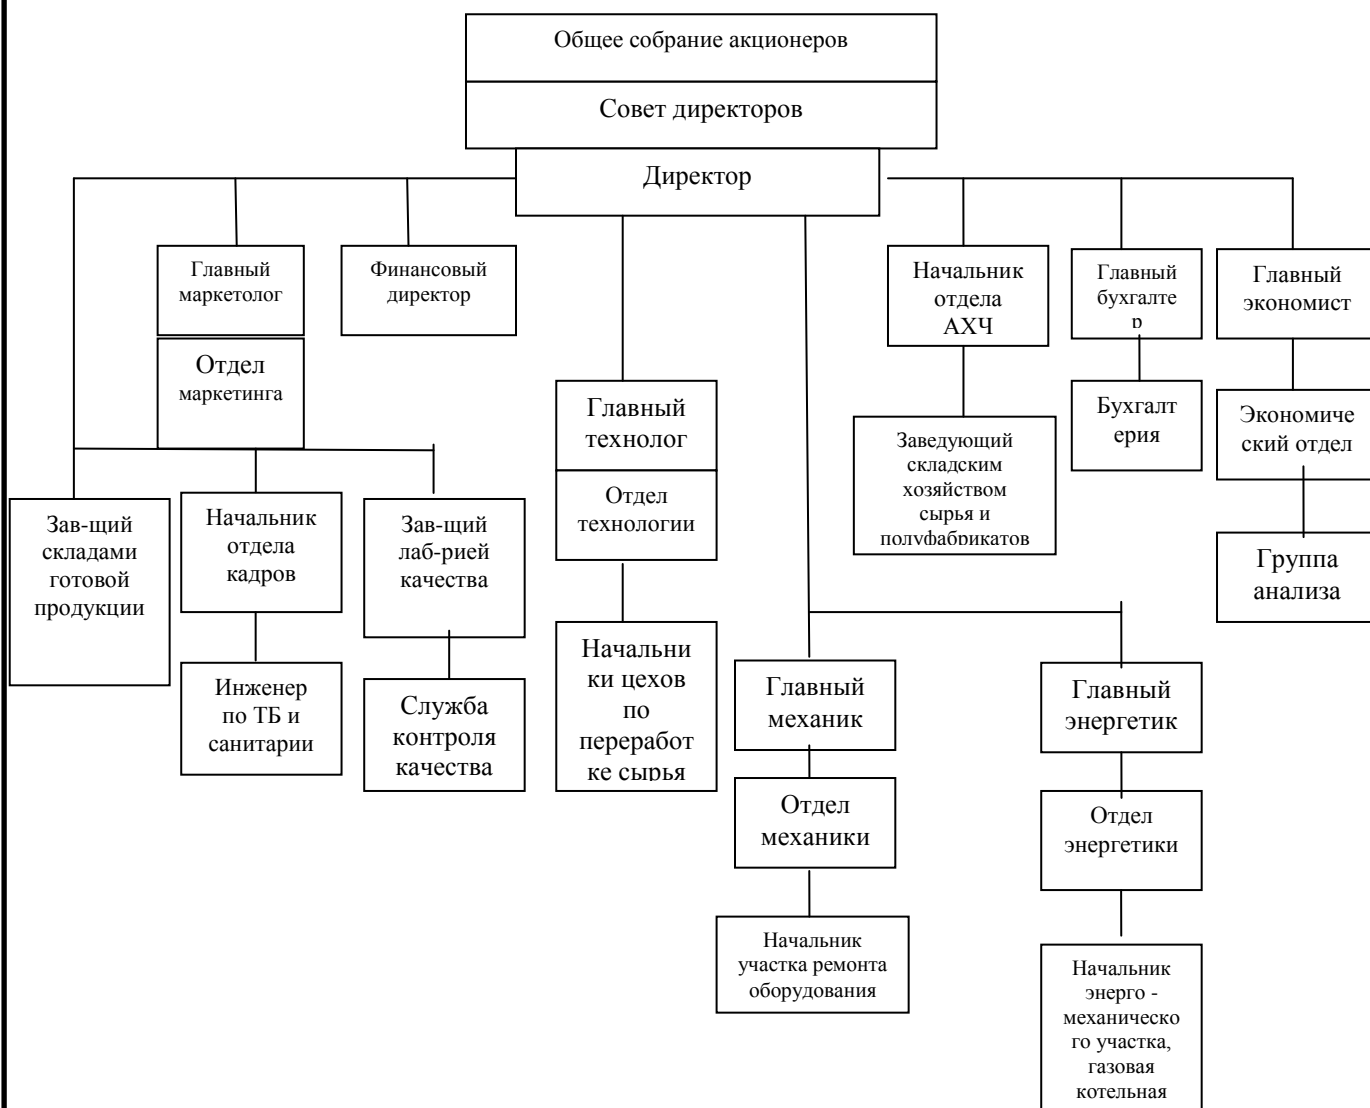 Общее собрание акционеров
Совет директоров
Директор
Главный
маркетолог
Финансовый
директор
Начальник
отдела
АХЧ
Главный
бухгалте
р
Главный
экономист
Отдел
маркетинга
Главный
технолог
Бухгалт
ерия
Экономиче
ский отдел
Заведующий
складским
хозяйством
сырья и
полуфабрикатов
Отдел
технологии
Зав-щий
складами
готовой
продукции
Начальник
отдела
кадров
Зав-щий
лаб-рией
качества
Группа
анализа
Инженер
по ТБ и
санитарии
Служба
контроля
качества
Начальни
ки цехов
по
переработ
ке сырья
Главный
механик
Главный
энергетик
Отдел
механики
Отдел
энергетики
Начальник
участка ремонта
оборудования
Начальник
энерго -
механическо
го участка,
газовая
котельная